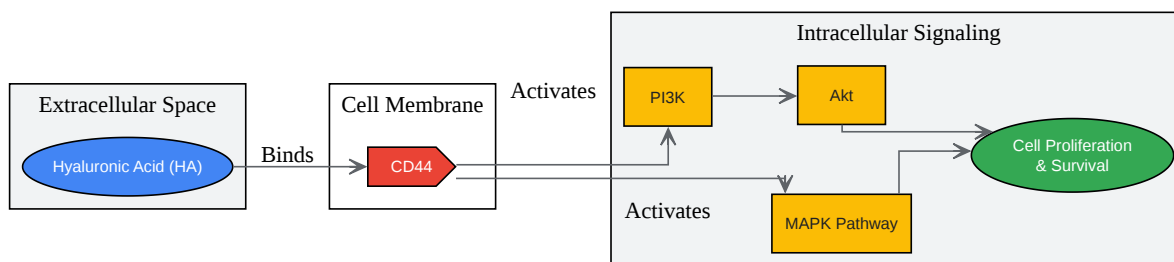 Extracellular Space
Hyaluronic Acid (HA)
Binds
Cell Membrane
CD44
Activates
Activates
Intracellular Signaling
PI3K
Akt
MAPK Pathway
Cell Proliferation
& Survival